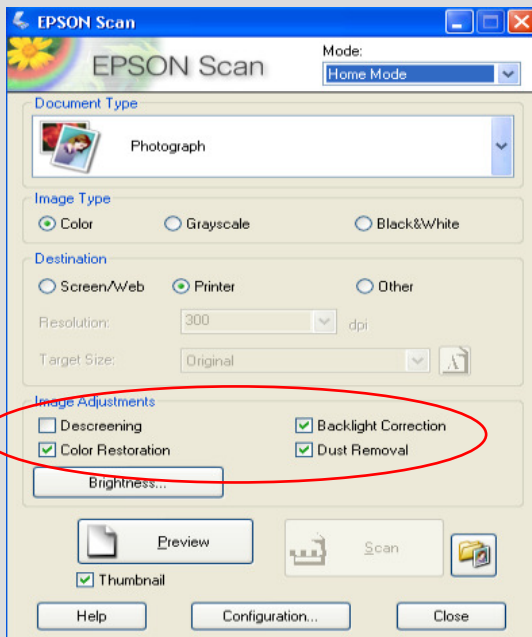 EPSON Scan
EPSON Scan
Mode:
Home Mode
Document Type
Photograph
Image Type
Color Grayscale Black&White
Destination
Screen/Web Printer Other
Resolution: 300 dpi
Target Size: Original
Image Adjustments
Descreening Backlight Correction
Color Restoration Dust Removal
Brightness...
Preview Scan
Thumbnail
Help Configuration... Close